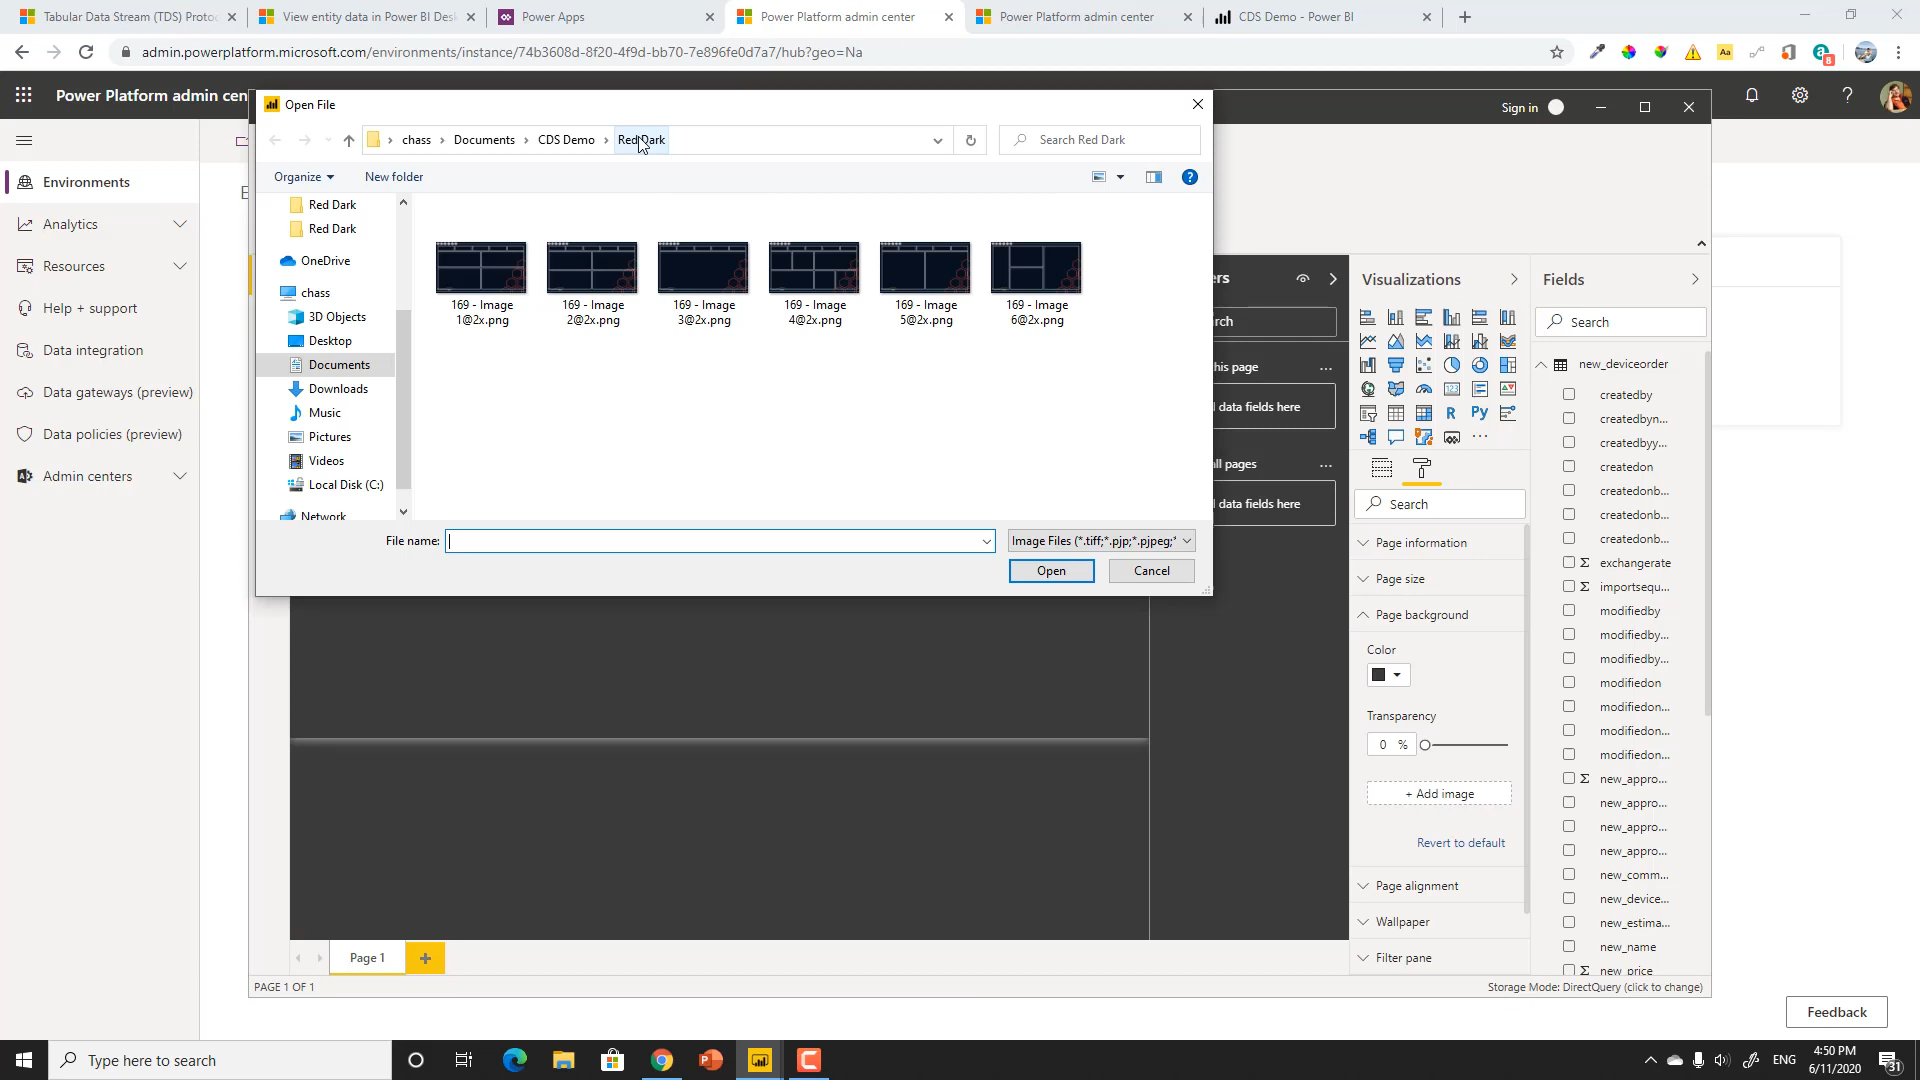 Tabular Data Stream (TDS) Protoc
View entity data in Power BI Desk
Power Apps
Power Platform admin center
Power Platform admin center
CDS Demo - Power BI
admin.powerplatform.microsoft.com/environments/instance/74b3608d-8f20-4f9d-bb70-7e896fe0d7a7/hub?geo=Na
Aa
8
Power Platform admin cen
Open File
Sign in
chass
Documents
CDS Demo
Red Dark
Search Red Dark
Organize
New folder
Environments
Analytics
Resources
Help + support
Data integration
Data gateways (preview)
Data policies (preview)
Admin centers
Red Dark
Red Dark
OneDrive
chass
3D Objects
Desktop
Documents
Downloads
Music
Pictures
Videos
Local Disk (C:)
Network
169 - Image
1@2x.png
169 - Image
2@2x.png
169 - Image
3@2x.png
169 - Image
4@2x.png
169 - Image
5@2x.png
169 - Image
6@2x.png
File name:
Image Files (*.tiff;*.pjp;*.pjpeg;*
Open
Cancel
ers
rch
his page
...
data fields here
ll pages
...
data fields here
Visualizations
123
R
Py
...
Search
Page information
Page size
Page background
Color
Transparency
0 %
+ Add image
Revert to default
Page alignment
Wallpaper
Filter pane
Fields
Search
new_deviceorder
createdby
createdbyn...
createdbyy...
createdon
createdonb...
createdonb...
createdonb...
Σ exchangerate
Σ importsequ...
modifiedby
modifiedby...
modifiedby...
modifiedon
modifiedon...
modifiedon...
modifiedon...
Σ new_appro...
new_appro...
new_appro...
new_appro...
new_comm...
new_device...
new_estima...
new_name
Σ new_price
Page 1
PAGE 1 OF 1
Storage Mode: DirectQuery (click to change)
Feedback
Type here to search
ENG
4:50 PM
6/11/2020
31